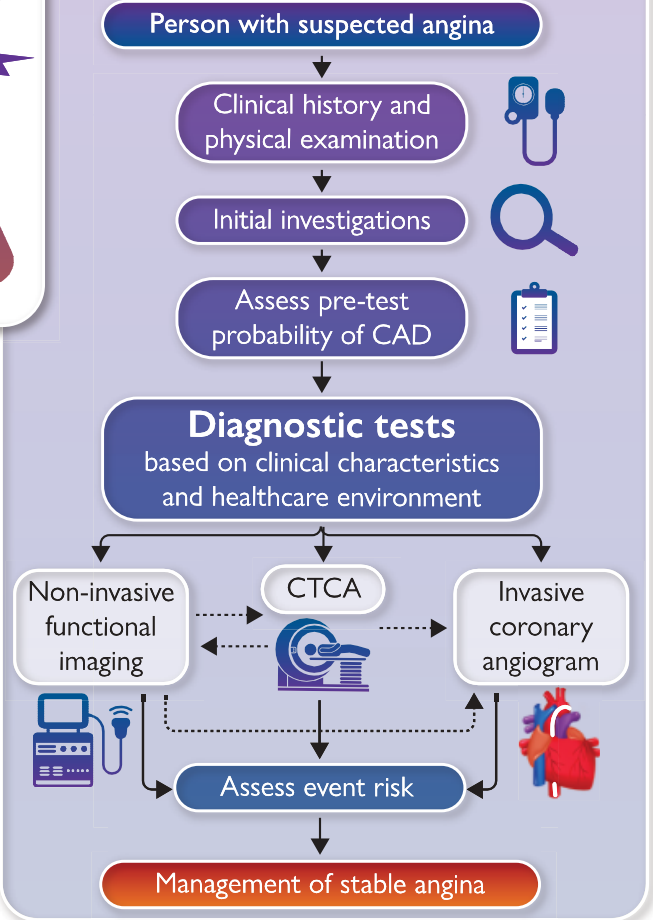 Person with suspected angina
Clinical history and
physical examination
Initial investigations
Assess pre-test
probability of CAD
Diagnostic tests
based on clinical characteristics
and healthcare environment
Non-invasive
functional
imaging
CTCA
Invasive
coronary
angiogram
Assess event risk
Management of stable angina